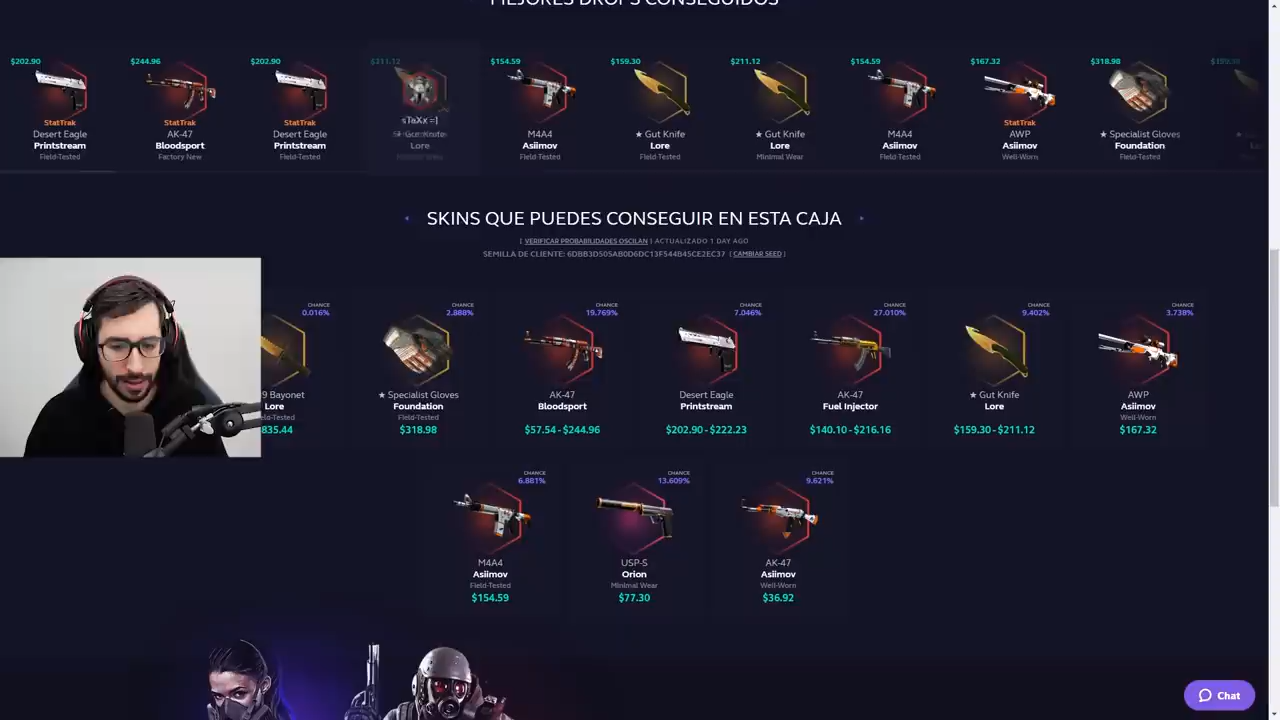 MEJORES DROPS CONSEGUIDOS
$202.90
StatTrak
Desert Eagle
Printstream
Field-Tested
$244.96
StatTrak
AK-47
Bloodsport
Factory New
$202.90
StatTrak
Desert Eagle
Printstream
Field-Tested
Lore
$154.59
M4A4
Asiimov
Field-Tested
$159.30
★ Gut Knife
Lore
Field-Tested
$211.12
★ Gut Knife
Lore
Minimal Wear
$154.59
M4A4
Asiimov
Field-Tested
$167.32
StatTrak
AWP
Asiimov
Well-Worn
$318.98
★ Specialist Gloves
Foundation
Field-Tested
SKINS QUE PUEDES CONSEGUIR EN ESTA CAJA
[ VERIFICAR PROBABILIDADES OSCILAN | ACTUALIZADO 1 DAY AGO
SEMILLA DE CLIENTE: [ CAMBIAR SEED ]
CHANCE
0.016%
9 Bayonet
Lore
835.44
CHANCE
2.888%
★ Specialist Gloves
Foundation
Field-Tested
$318.98
CHANCE
19.769%
AK-47
Bloodsport
$57.54 - $244.96
CHANCE
7.046%
Desert Eagle
Printstream
$202.90 - $222.23
CHANCE
27.010%
AK-47
Fuel Injector
$140.10 - $216.16
CHANCE
9.402%
★ Gut Knife
Lore
$159.30 - $211.12
CHANCE
3.738%
AWP
Asiimov
Well-Worn
$167.32
CHANCE
6.881%
M4A4
Asiimov
Field-Tested
$154.59
CHANCE
13.609%
USP-S
Orion
Minimal Wear
$77.30
CHANCE
9.621%
AK-47
Asiimov
Well-Worn
$36.92
Chat